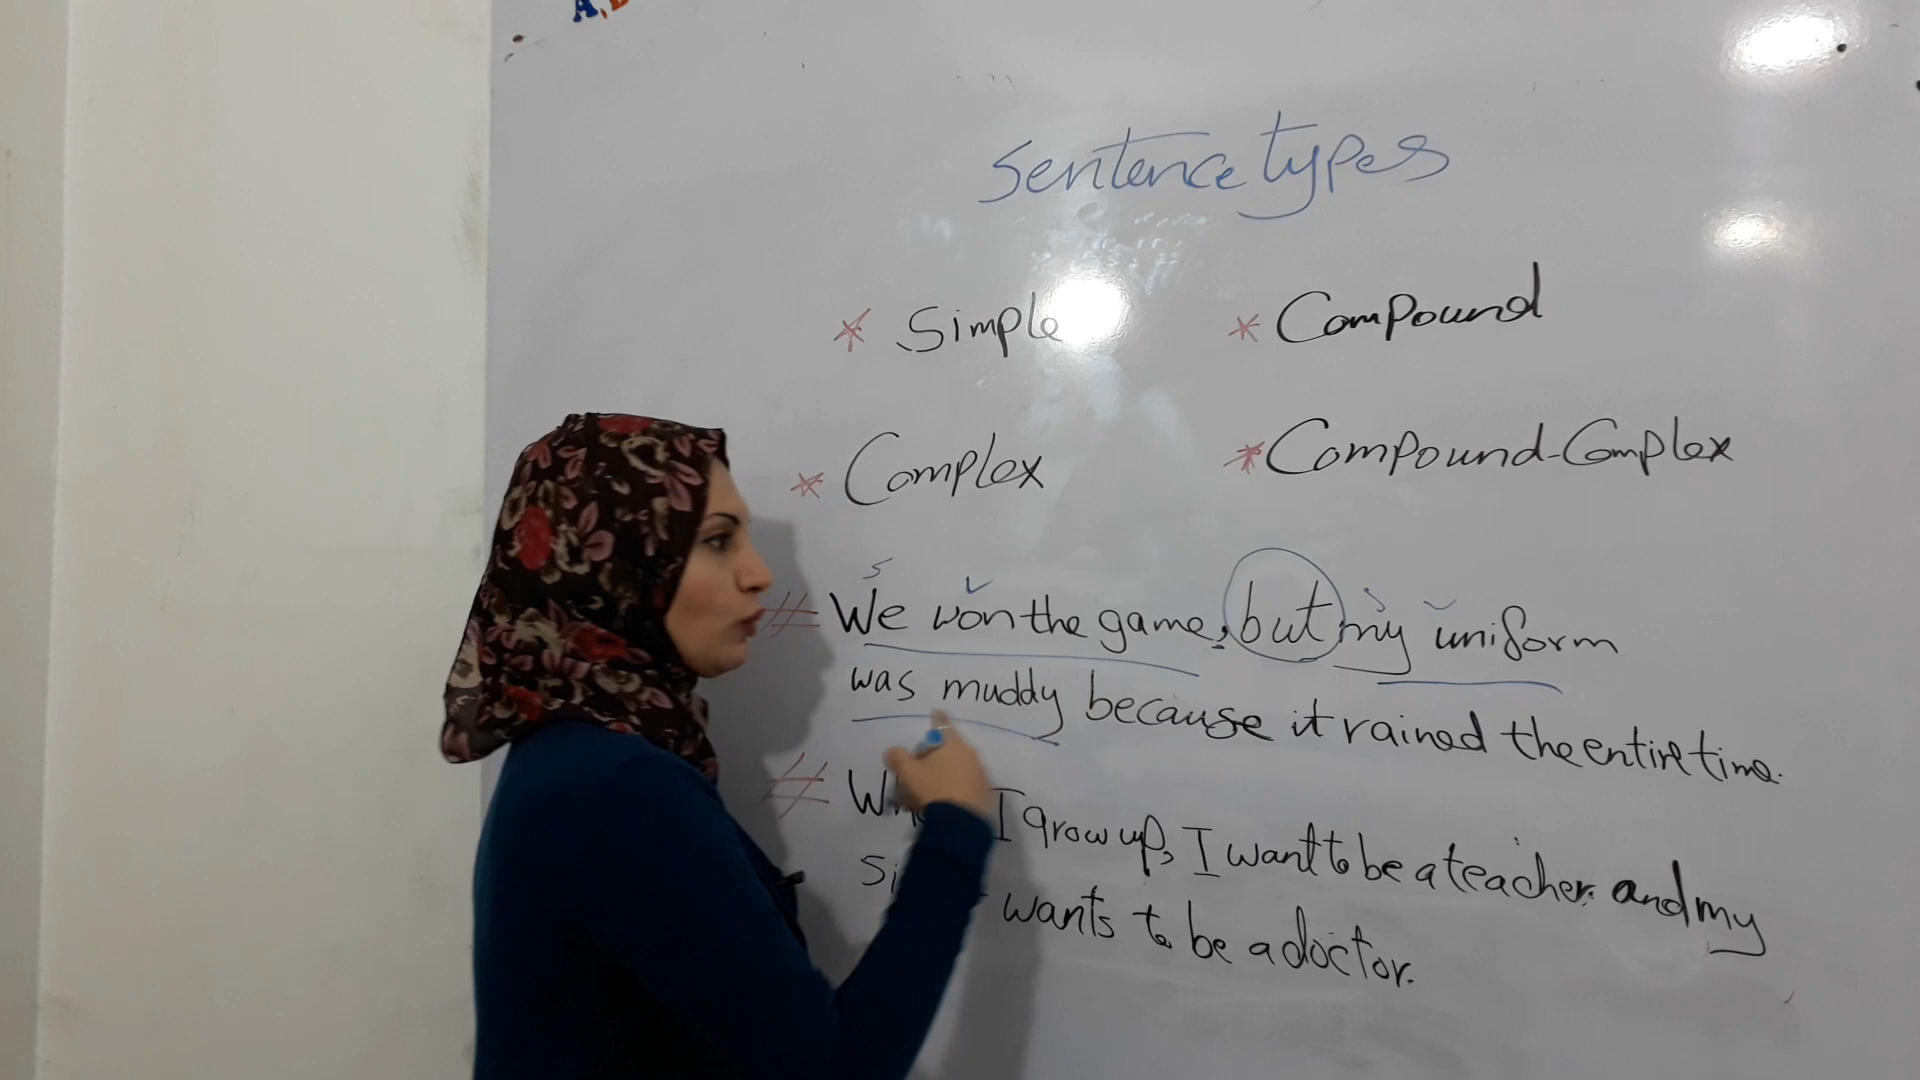 A,
Sentence types
* Simple * Compound
* Complex * Compound-Complex
S V S V
# We won the game, but my uniform
was muddy because it rained the entire time.
# I grow up, I want to be a teacher. and my
wants to be a doctor.